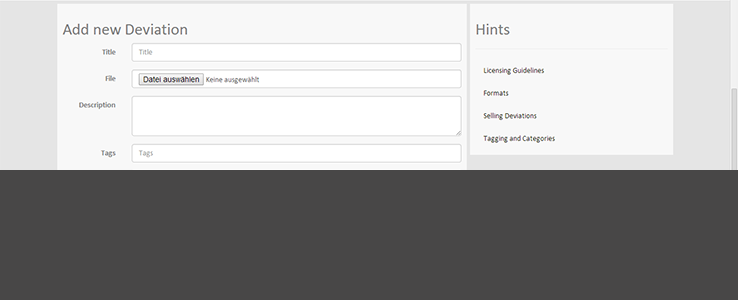 Add new Deviation
Title
Title
File
Datei auswählen Keine ausgewählt
Description
Tags
Tags
Hints
Licensing Guidelines
Formats
Selling Deviations
Tagging and Categories